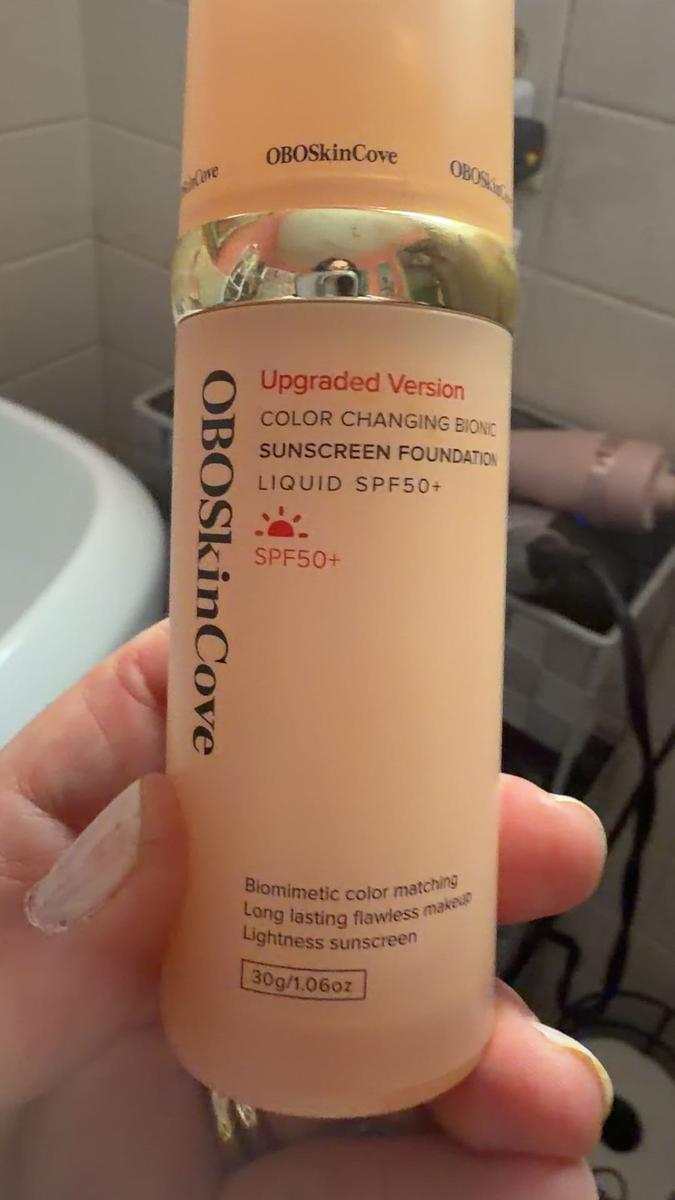 OBOSkinCove
Upgraded Version
COLOR CHANGING BIONIC
SUNSCREEN FOUNDATION
LIQUID SPF50+
SPF50+
OBOSkinCove
Biomimetic color matching
Long lasting flawless makeup
Lightness sunscreen
30g/1.06oz